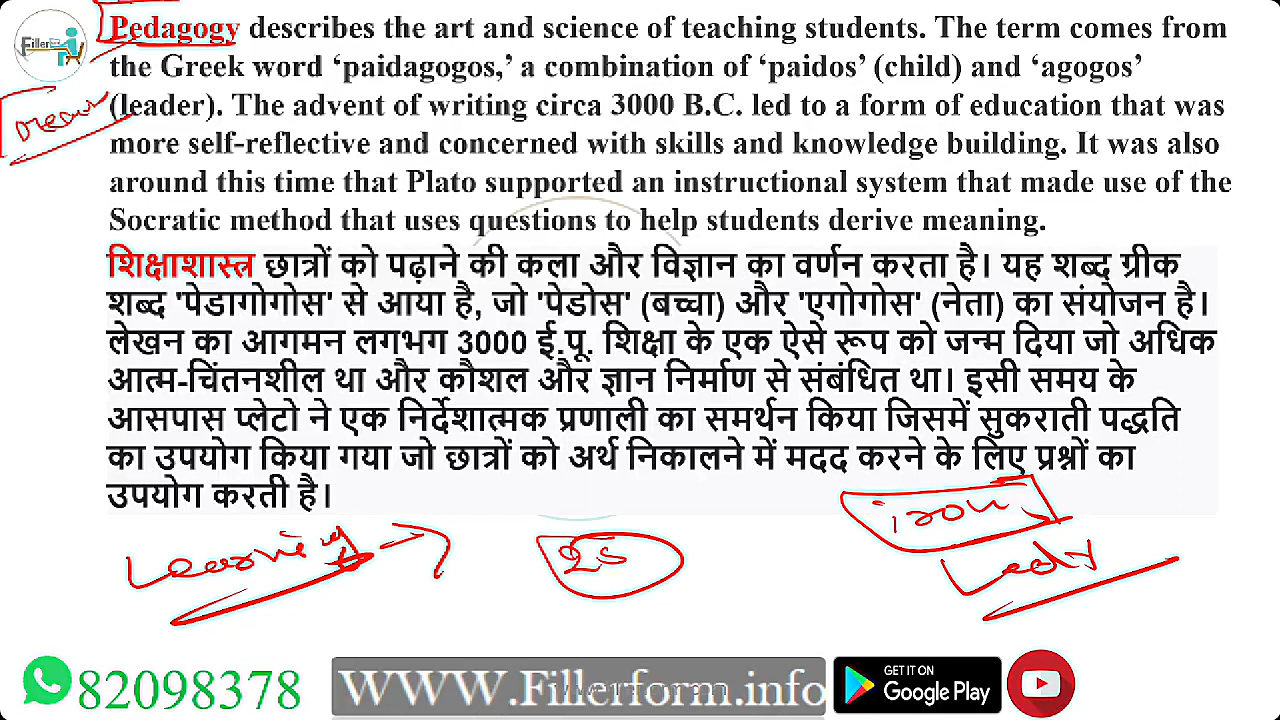 Filler
Pedagogy describes the art and science of teaching students. The term comes from
the Greek word ‘paidagogos,’ a combination of ‘paidos’ (child) and ‘agogos’
(leader). The advent of writing circa 3000 B.C. led to a form of education that was
more self-reflective and concerned with skills and knowledge building. It was also
around this time that Plato supported an instructional system that made use of the
Socratic method that uses questions to help students derive meaning.
शिक्षाशास्त्र छात्रों को पढ़ाने की कला और विज्ञान का वर्णन करता है। यह शब्द ग्रीक
शब्द 'पेडागोगोस' से आया है, जो 'पेडोस' (बच्चा) और 'एगोगोस' (नेता) का संयोजन है।
लेखन का आगमन लगभग 3000 ई.पू. शिक्षा के एक ऐसे रूप को जन्म दिया जो अधिक
आत्म-चिंतनशील था और कौशल और ज्ञान निर्माण से संबंधित था। इसी समय के
आसपास प्लेटो ने एक निर्देशात्मक प्रणाली का समर्थन किया जिसमें सुकराती पद्धति
का उपयोग किया गया जो छात्रों को अर्थ निकालने में मदद करने के लिए प्रश्नों का
उपयोग करती है।
iron
Learning 25
82098378 WWW.Fillerform.info GET IT ON
Google Play